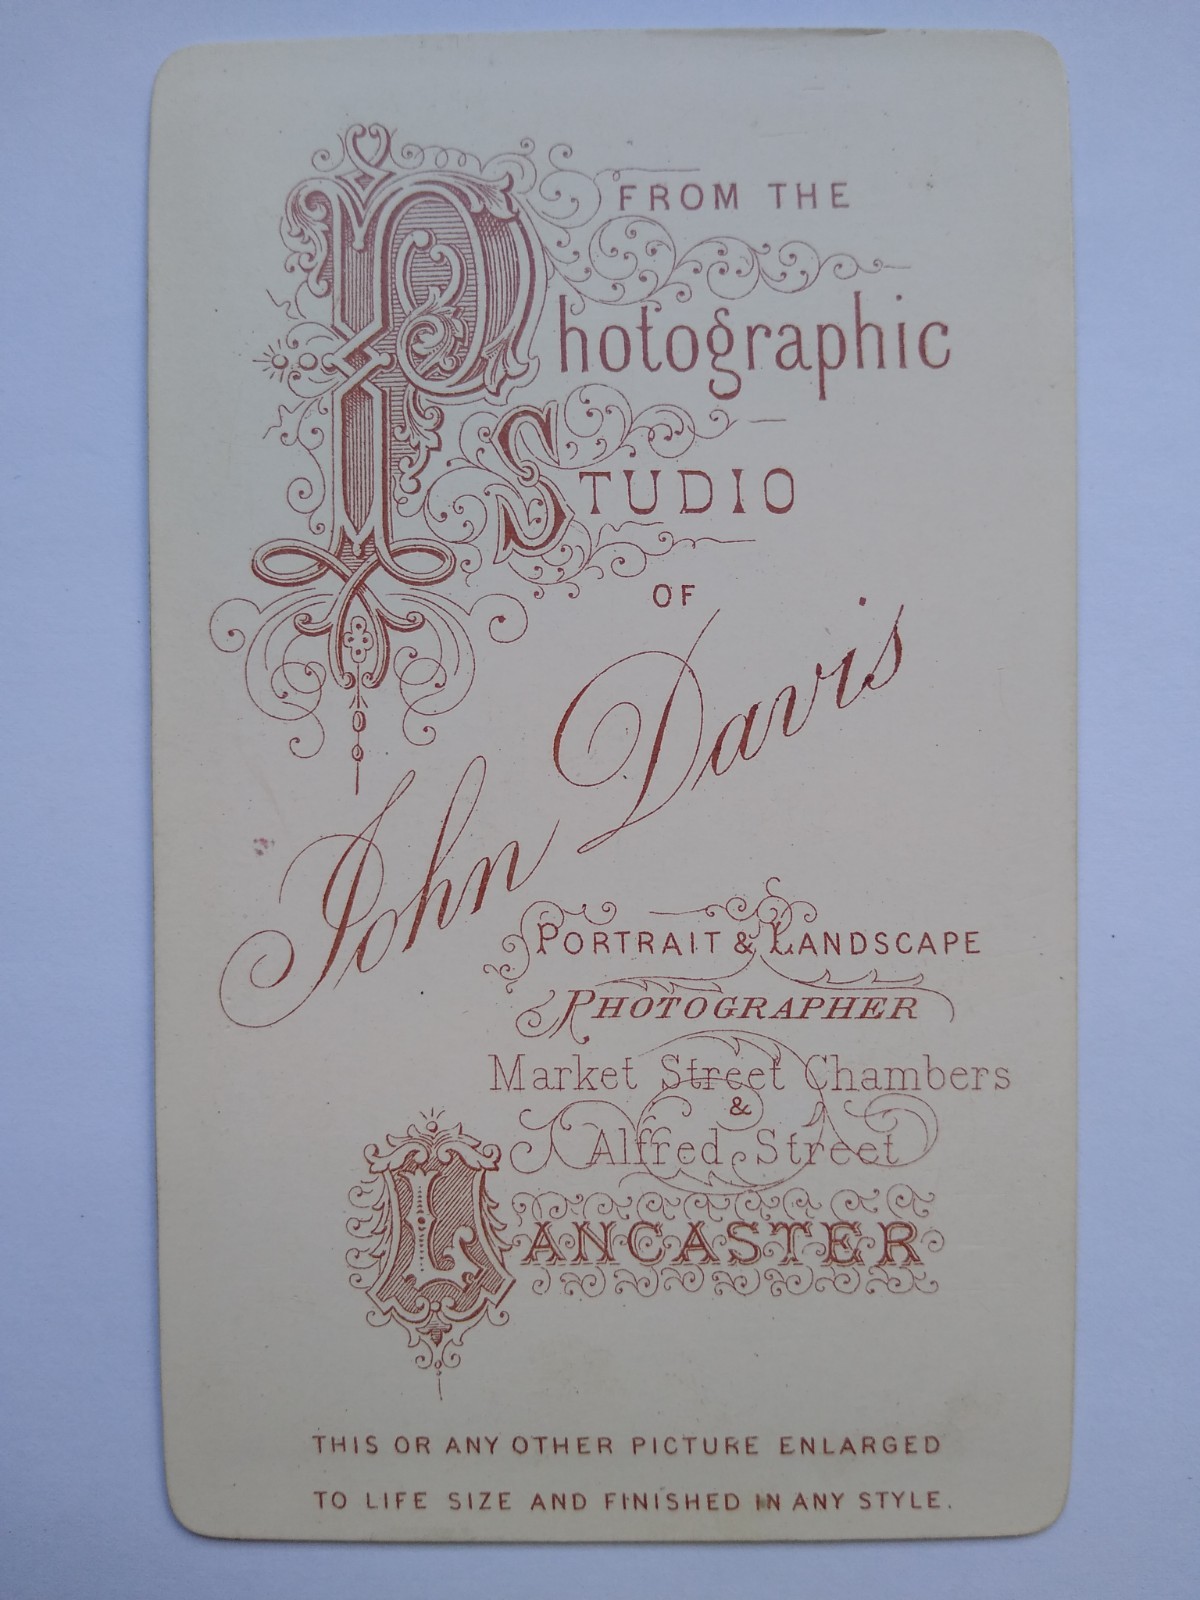 FROM THE
Photographic
STUDIO
OF
John Davis
PORTRAIT & LANDSCAPE
PHOTOGRAPHER
Market Street Chambers
&
Alfred Street
LANCASTER
THIS OR ANY OTHER PICTURE ENLARGED
TO LIFE SIZE AND FINISHED IN ANY STYLE.